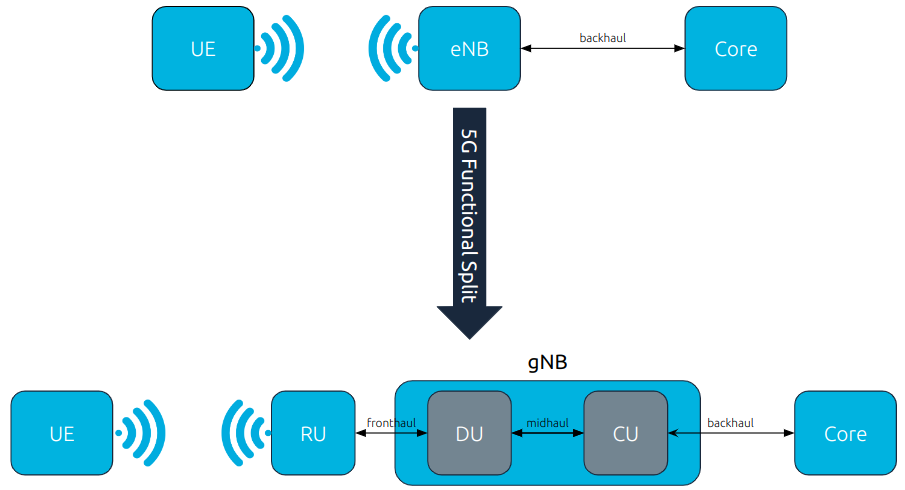 UE
eNB
backhaul
Core
5G Functional Split
gNB
UE
RU
fronthaul
DU
midhaul
CU
backhaul
Core